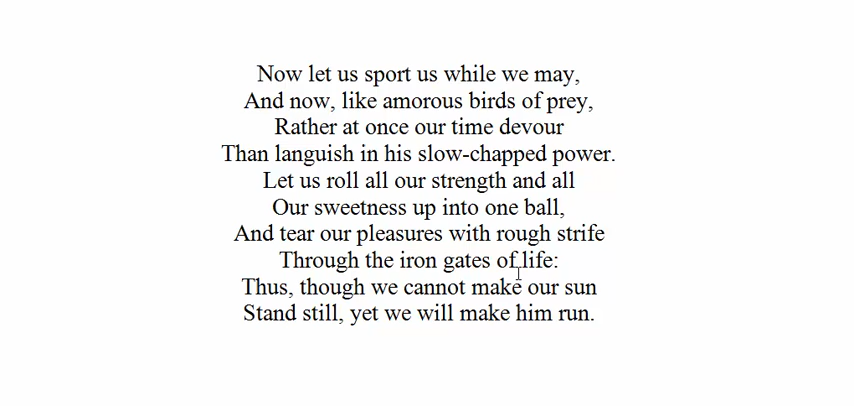 Now let us sport us while we may,
And now, like amorous birds of prey,
Rather at once our time devour
Than languish in his slow-chapped power.
Let us roll all our strength and all
Our sweetness up into one ball,
And tear our pleasures with rough strife
Through the iron gates of life:
Thus, though we cannot make our sun
Stand still, yet we will make him run.